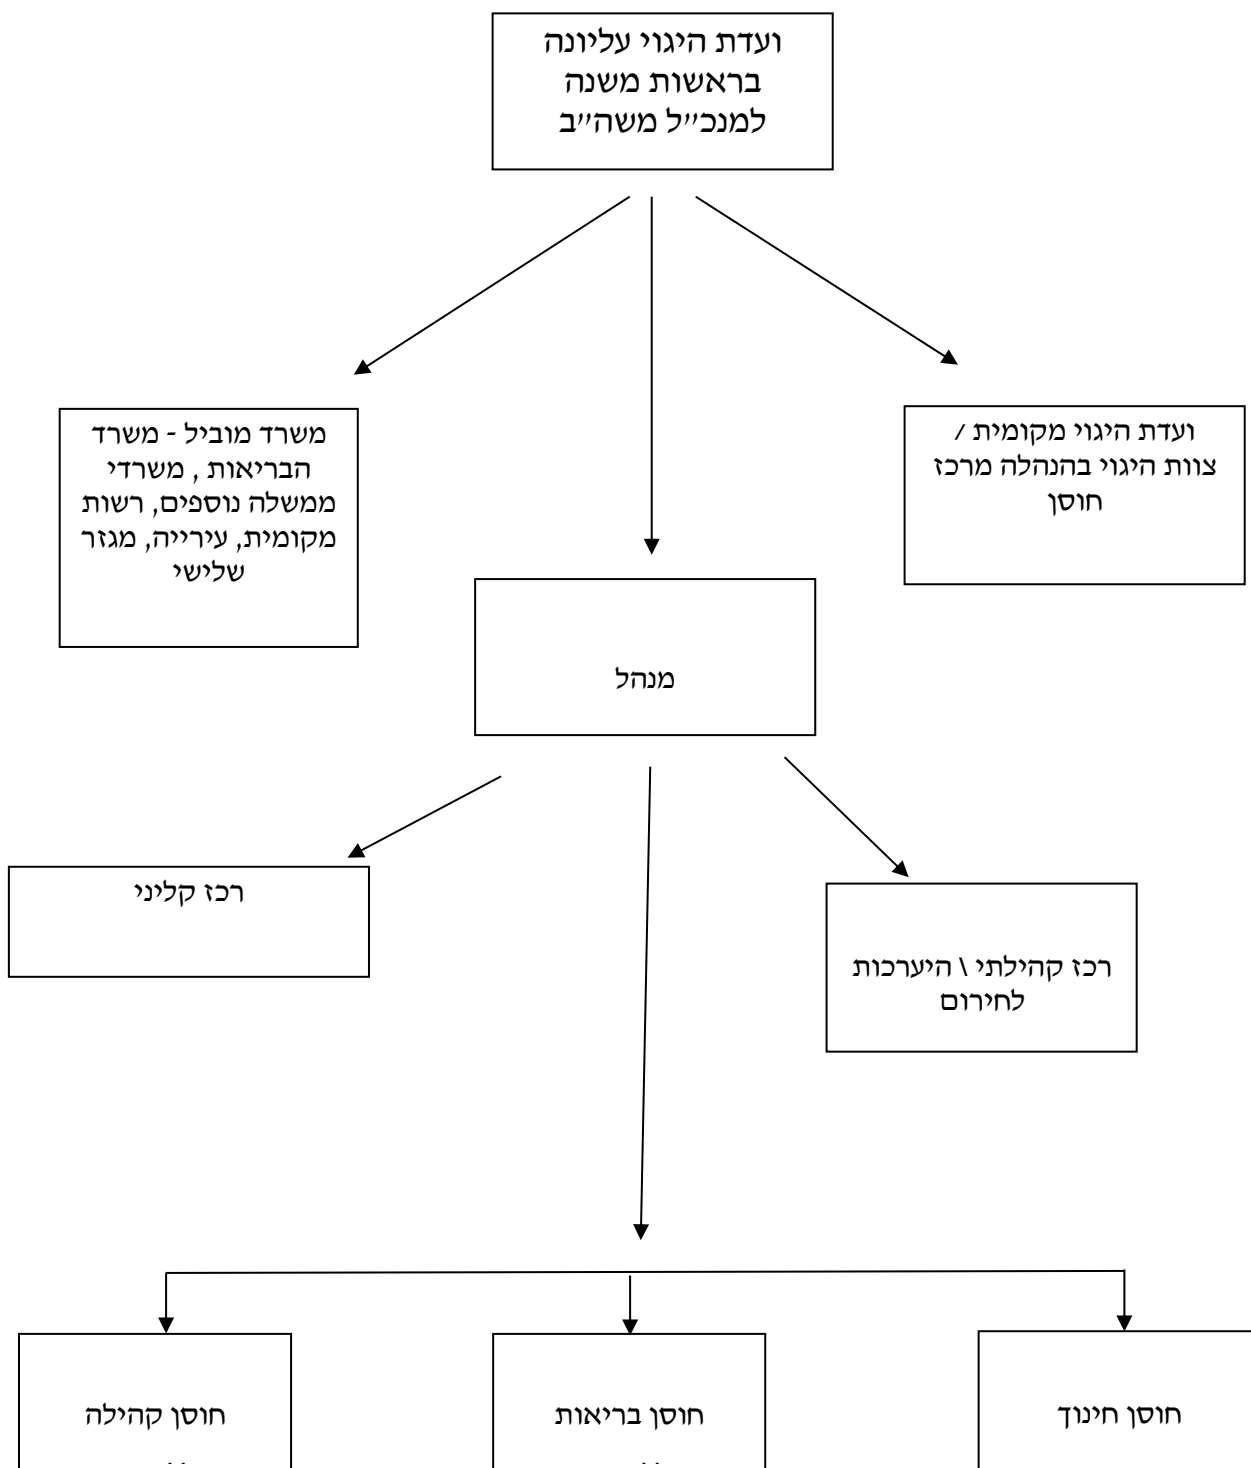 ועדת היגוי עליונה
בראשות משנה
למנכ״ל משה״ב
ועדת היגוי מקומית /
צוות היגוי בהנהלה מרכז
חוסן
משרד מוביל - משרד
הבריאות , משרדי
ממשלה נוספים, רשות
מקומית, עירייה, מגזר
שלישי
מנהל
רכז קהילתי \ היערכות
לחירום
רכז קליני
חוסן חינוך
חוסן בריאות
חוסן קהילה